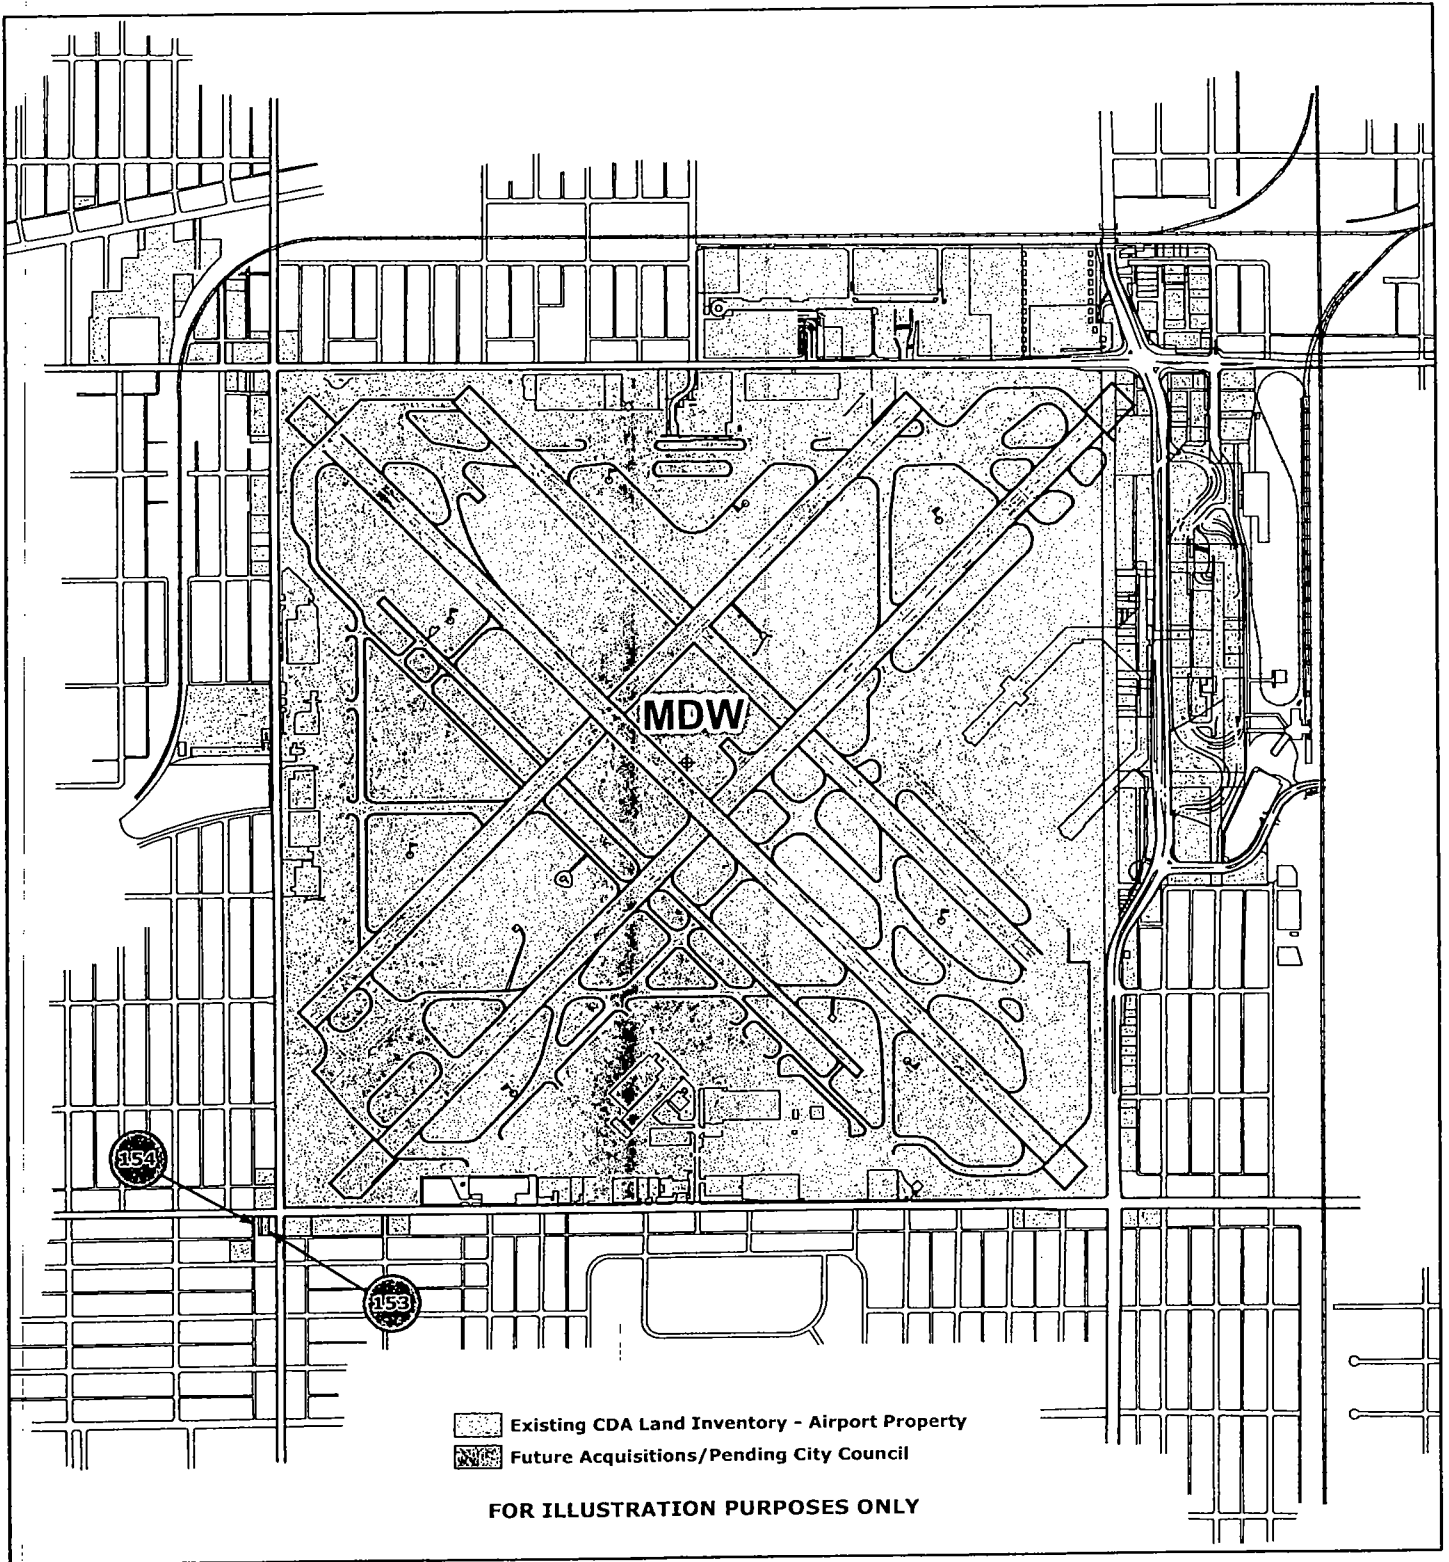 MDW
154
153
Existing CDA Land Inventory - Airport Property
Future Acquisitions/Pending City Council
FOR ILLUSTRATION PURPOSES ONLY